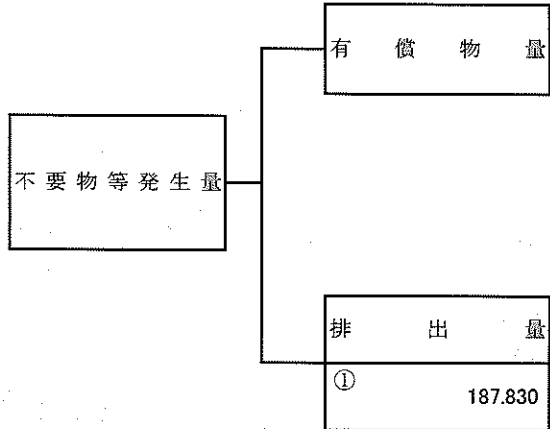 有償物量
不要物等発生量
排出量
①
187.830